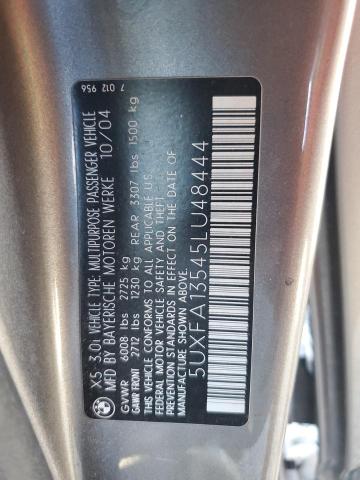 7 012 956
X5 3.0i VEHICLE TYPE: MULTIPURPOSE PASSENGER VEHICLE
MFD BY BAYERISCHE MOTOREN WERKE 10/04
GVWR 6008 lbs 2725 kg
GAWR FRONT 2712 lbs 1230 kg REAR 3307 lbs 1500 kg
THIS VEHICLE CONFORMS TO ALL APPLICABLE U.S.
FEDERAL MOTOR VEHICLE SAFETY AND THEFT
PREVENTION STANDARDS IN EFFECT ON THE DATE OF
MANUFACTURE SHOWN ABOVE.
5UXFA13545LU48444